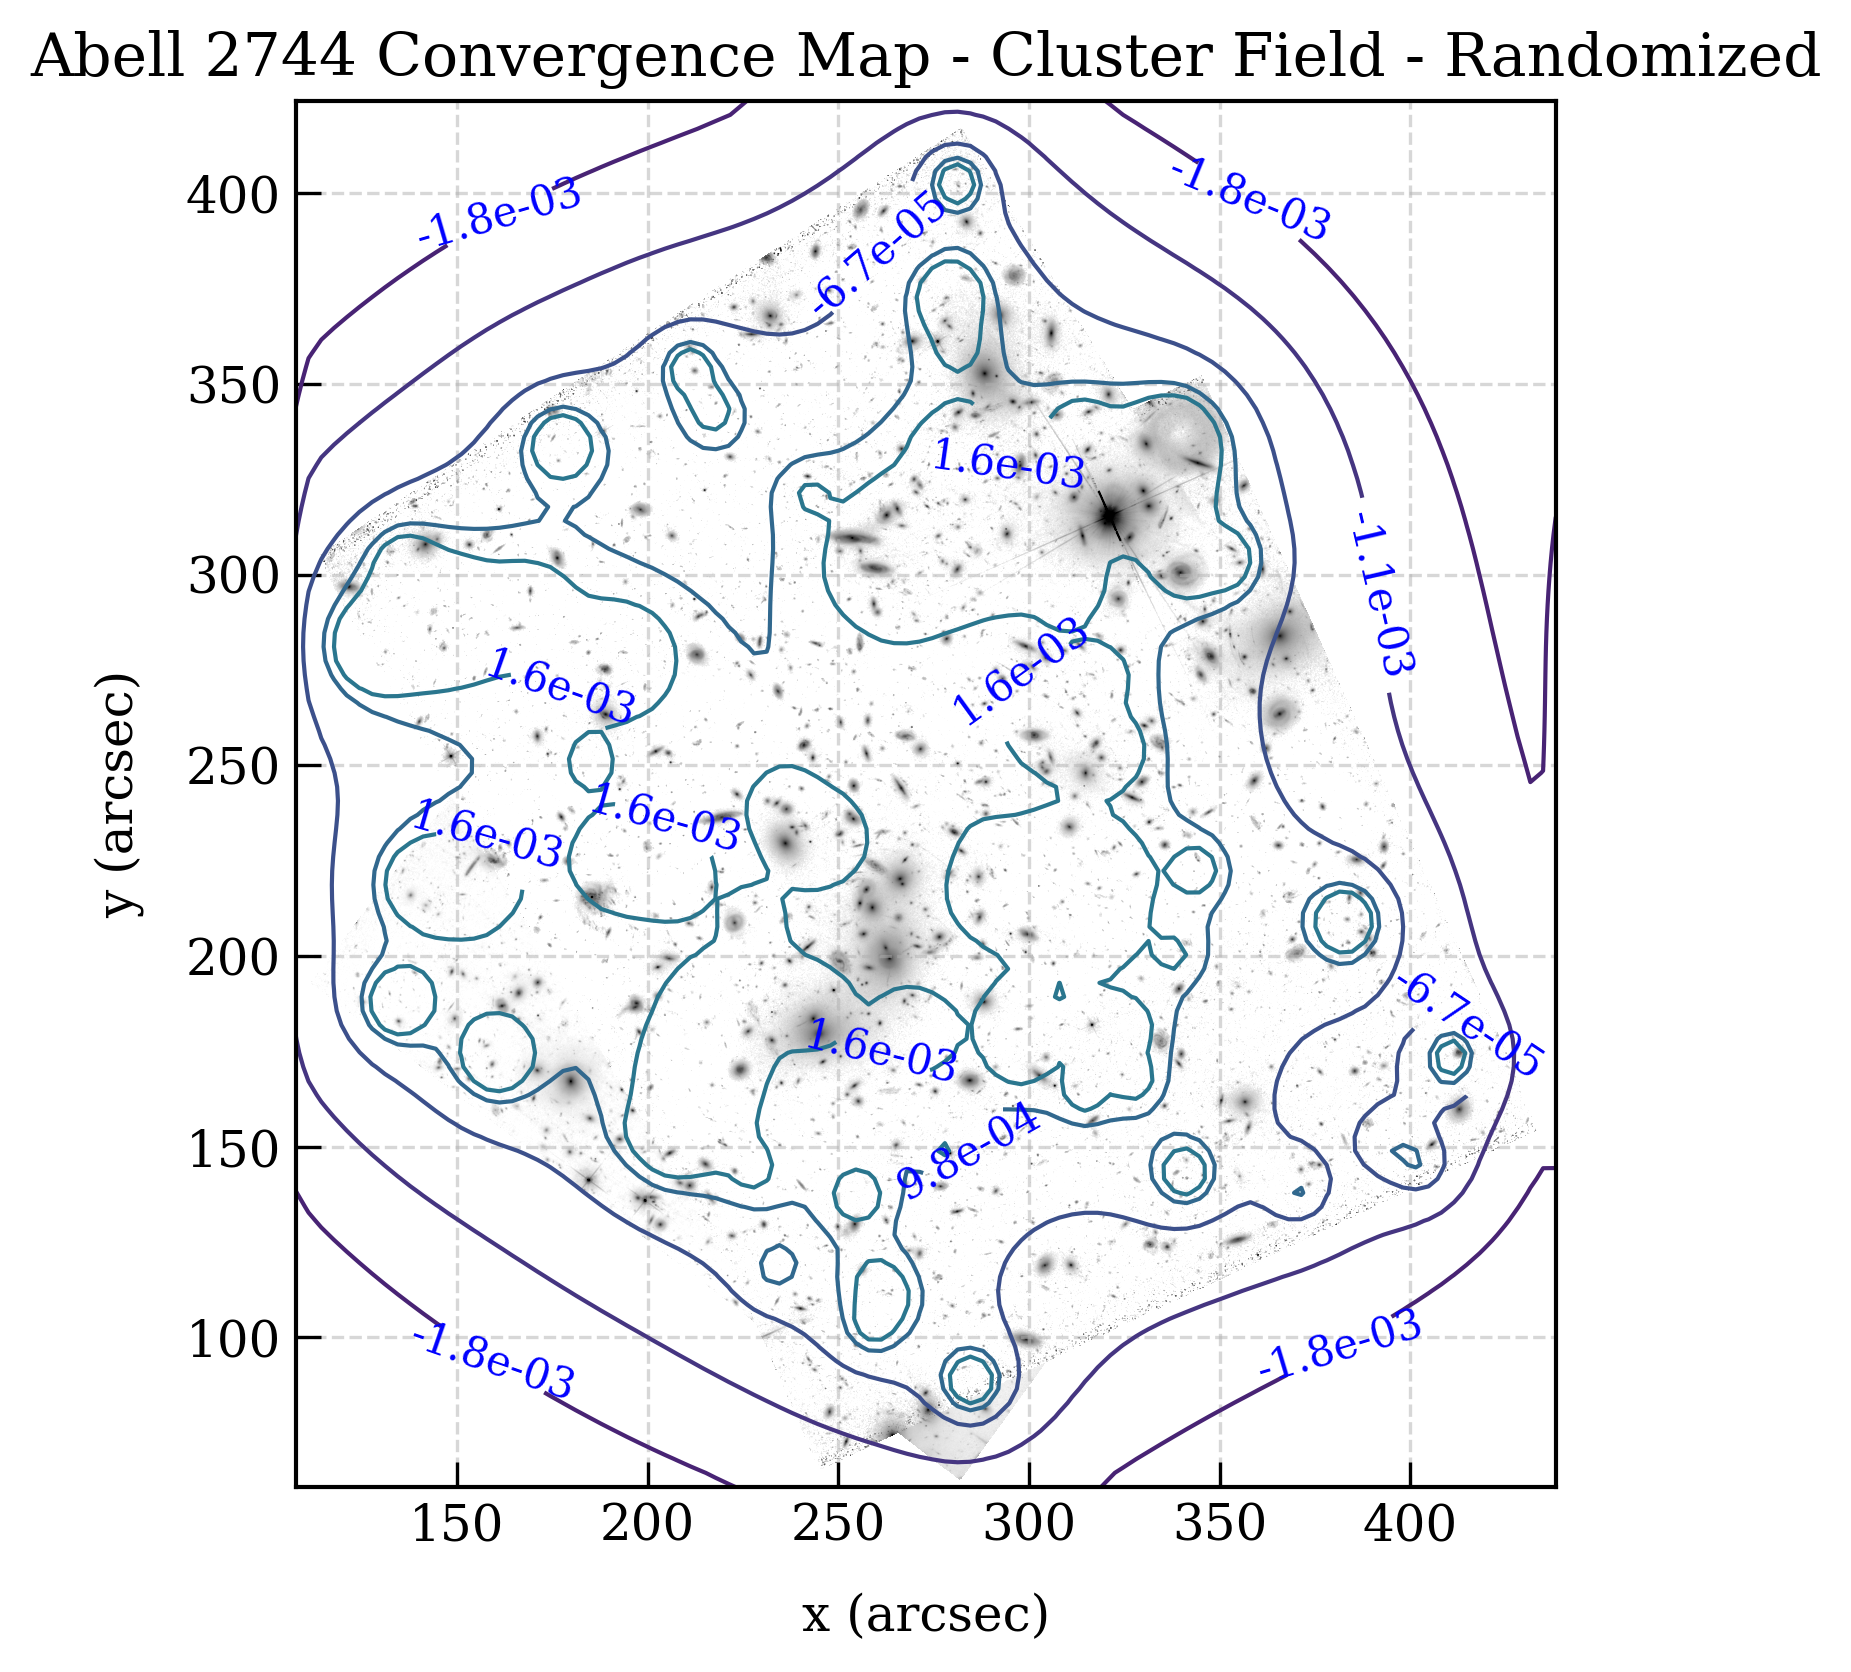 Abell 2744 Convergence Map - Cluster Field - Randomized
-1.8e-03
-1.8e-03
400
-6.7e-05
350
1.6e-03
-1.1e-03
300
1.6e-03
1.6e-03
y (arcsec)
250
1.6e-03
1.6e-03
200
-6.7e-05
1.6e-03
9.8e-04
150
100
-1.8e-03
-1.8e-03
150 200 250 300 350 400
x (arcsec)